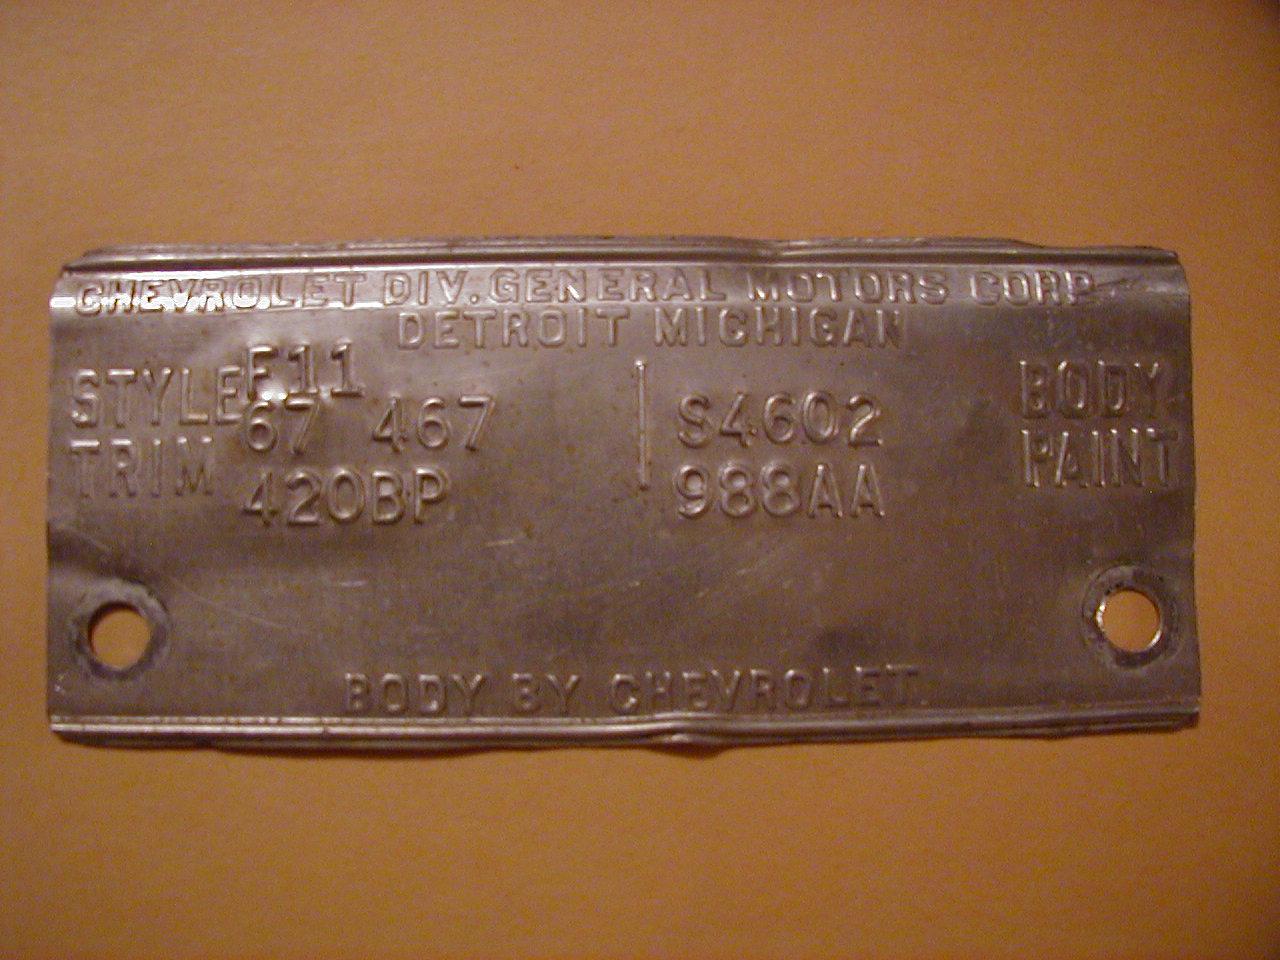 CHEVROLET DIV. GENERAL MOTORS CORP.
DETROIT MICHIGAN
F11
STYLE 67 467 S4602 BODY
TRIM 420BP 988AA PAINT
BODY BY CHEVROLET.